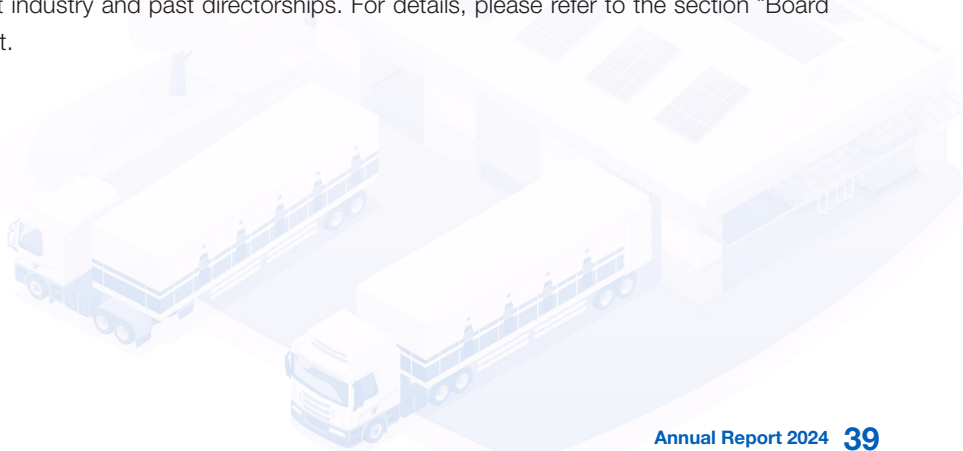 industry and past directorships. For details, please refer to the section "Board
t.
Annual Report 2024 39